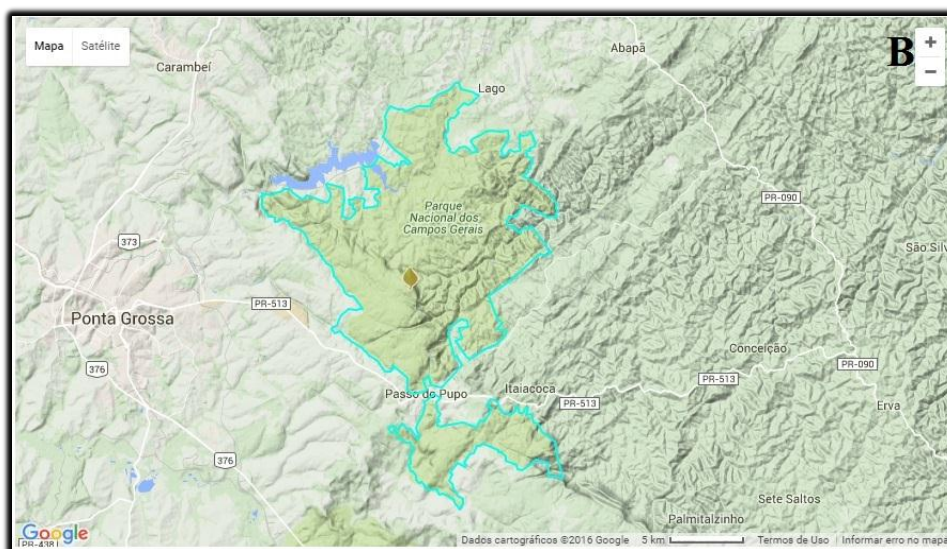 Mapa Satélite
B
+
−
Abapã
Carambeí
Lago
PR-090
Parque
Nacional dos
Campos Gerais
373
São Silv
PR-513
Ponta Grossa
Conceição
PR-090
376
PR-513
Passo do Pupo
Itaiacoca
PR-513
Erva
376
Sete Saltos
Palmitalzinho
Google
PR-438
Dados cartográficos ©2016 Google 5 km Termos de Uso Informar erro no mapa